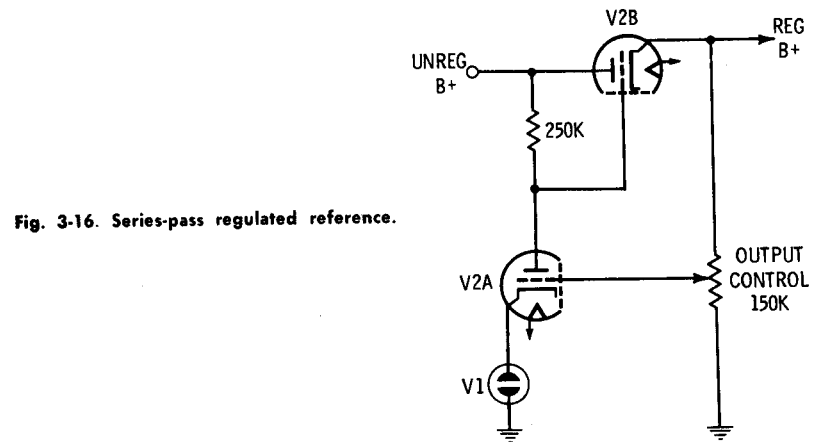 V2B
REG
B+
UNREG
B+
250K
Fig. 3-16. Series-pass regulated reference.
V2A
OUTPUT
CONTROL
150K
V1